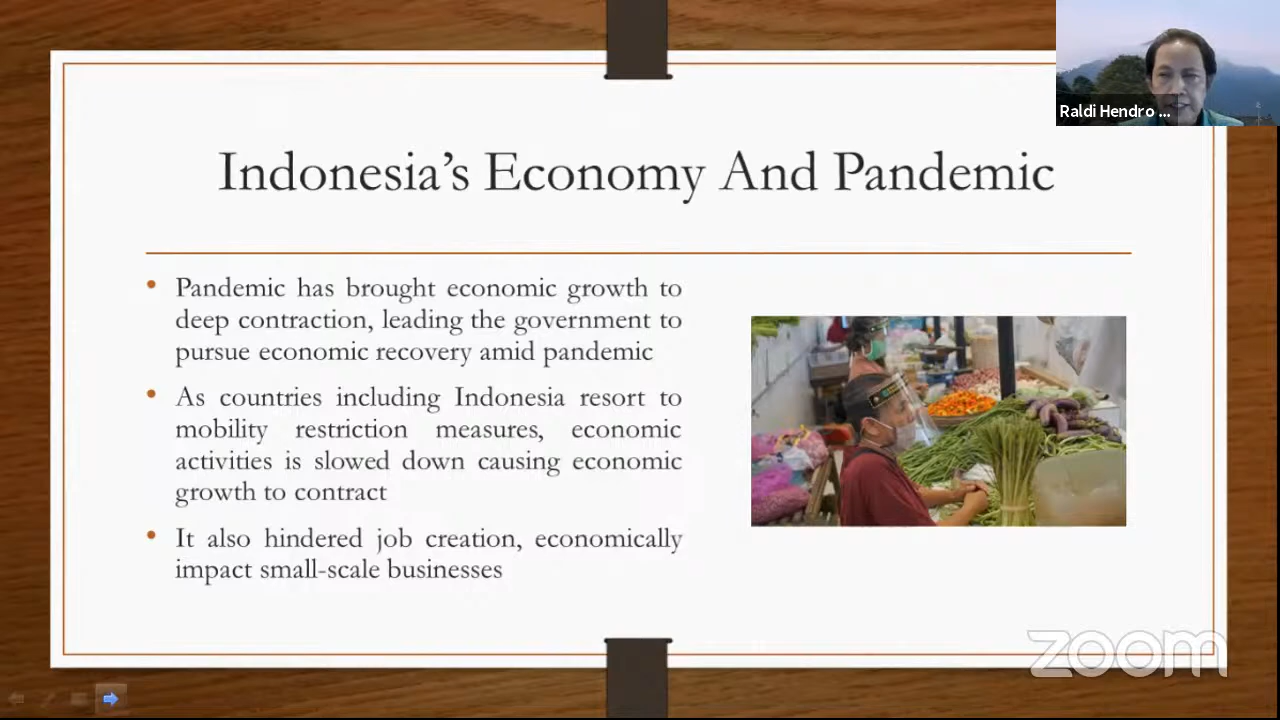 Raldi Hendro ...
Indonesia’s Economy And Pandemic
• Pandemic has brought economic growth to
deep contraction, leading the government to
pursue economic recovery amid pandemic
• As countries including Indonesia resort to
mobility restriction measures, economic
activities is slowed down causing economic
growth to contract
• It also hindered job creation, economically
impact small-scale businesses
zoom